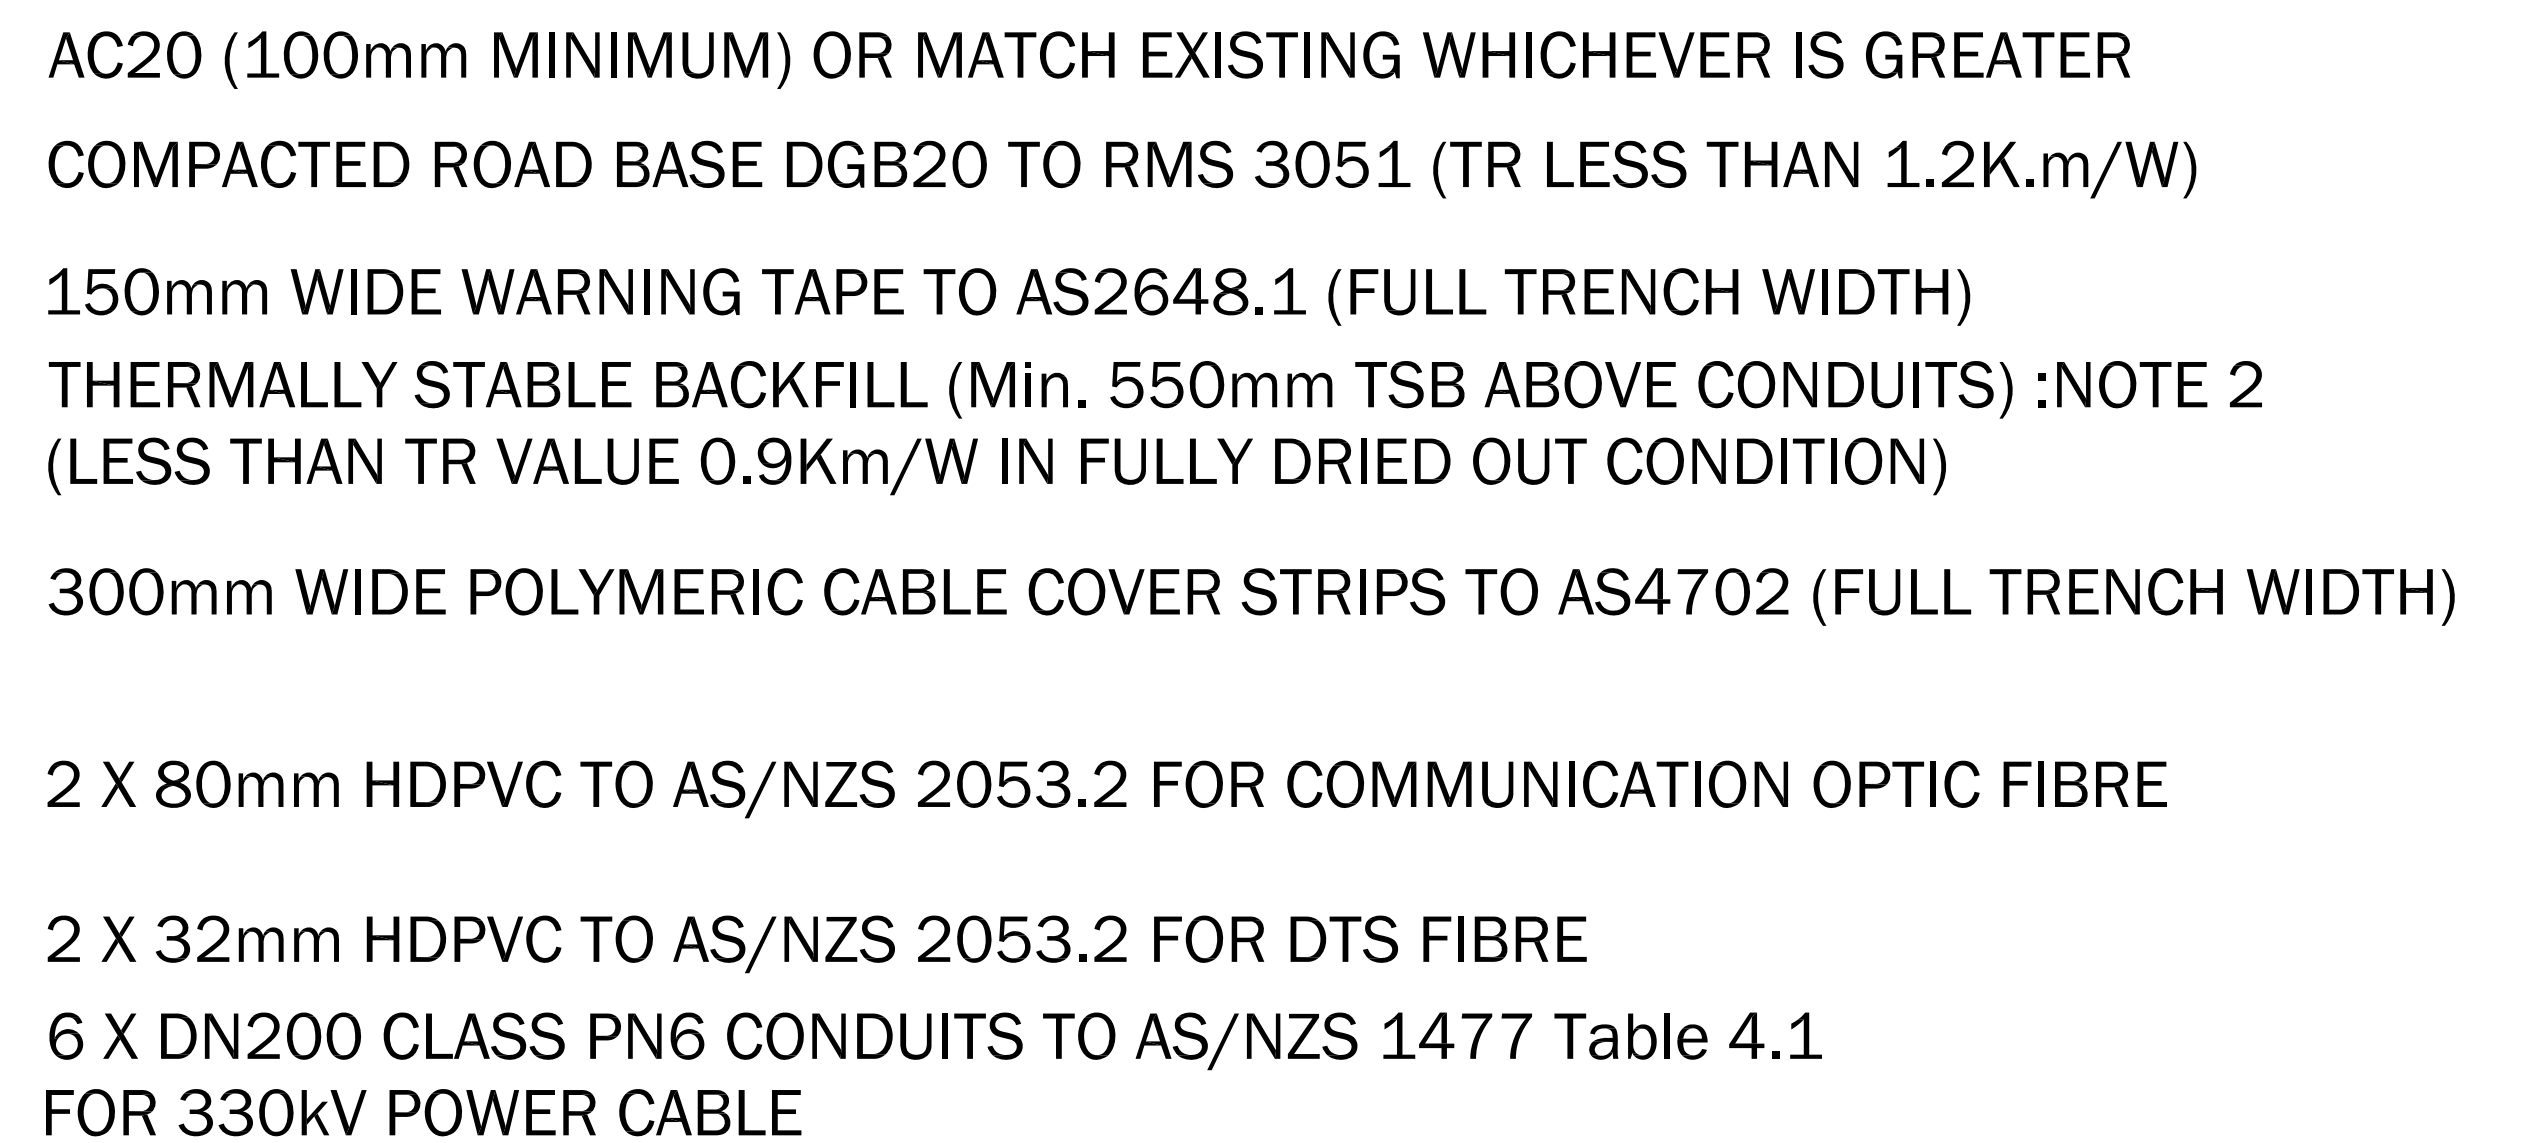 AC20 (100mm MINIMUM) OR MATCH EXISTING WHICHEVER IS GREATER
COMPACTED ROAD BASE DGB20 TO RMS 3051 (TR LESS THAN 1.2K.m/W)
150mm WIDE WARNING TAPE TO AS2648.1 (FULL TRENCH WIDTH)
THERMALLY STABLE BACKFILL (Min. 550mm TSB ABOVE CONDUITS) :NOTE 2
(LESS THAN TR VALUE 0.9Km/W IN FULLY DRIED OUT CONDITION)
300mm WIDE POLYMERIC CABLE COVER STRIPS TO AS4702 (FULL TRENCH WIDTH)
2 X 80mm HDPVC TO AS/NZS 2053.2 FOR COMMUNICATION OPTIC FIBRE
2 X 32mm HDPVC TO AS/NZS 2053.2 FOR DTS FIBRE
6 X DN200 CLASS PN6 CONDUITS TO AS/NZS 1477 Table 4.1
FOR 330kV POWER CABLE